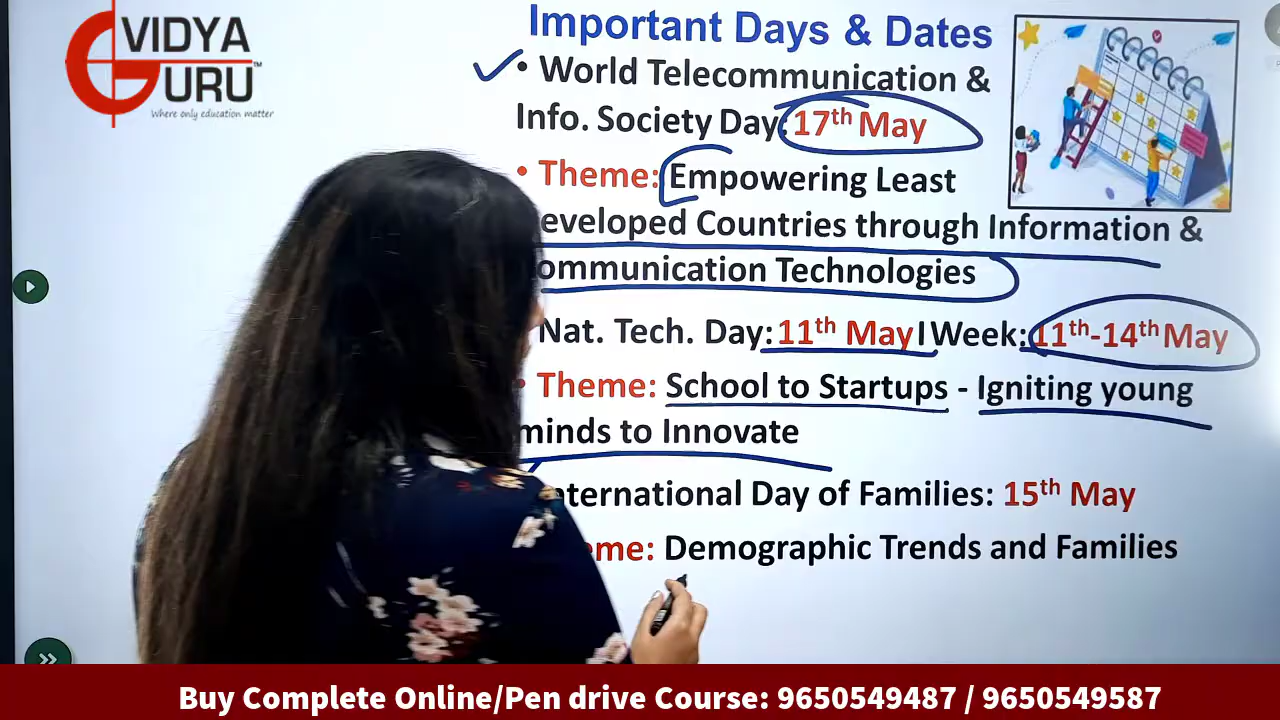 VIDYA
GURU™
Where only education matter
Important Days & Dates
• World Telecommunication &
Info. Society Day: 17th May
• Theme: Empowering Least
eveloped Countries through Information &
ommunication Technologies
Nat. Tech. Day: 11th May I Week: 11th-14th May
• Theme: School to Startups - Igniting young
minds to Innovate
nternational Day of Families: 15th May
eme: Demographic Trends and Families
Buy Complete Online/Pen drive Course: 9650549487 / 9650549587